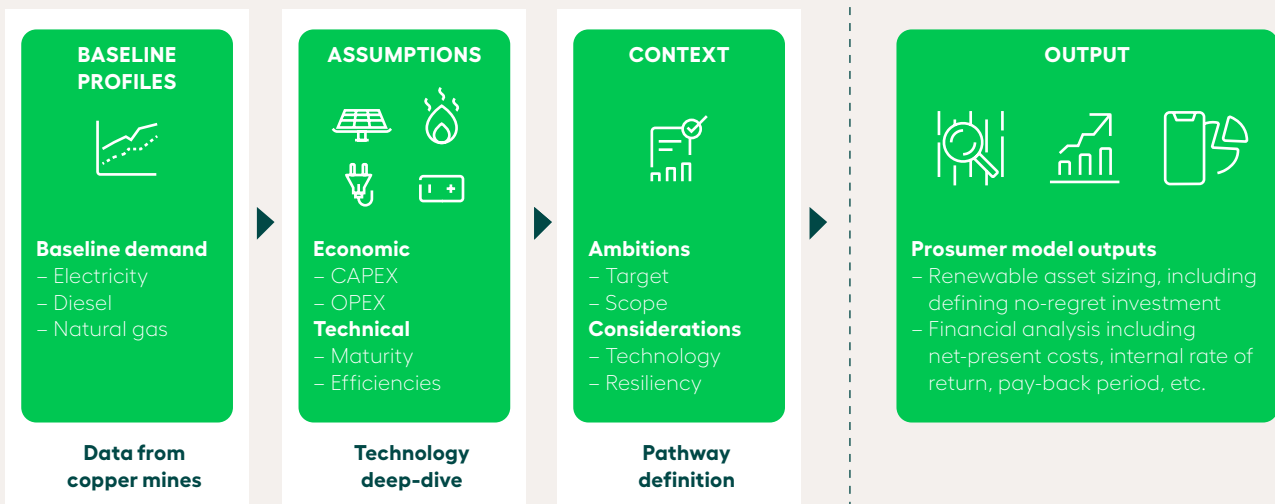 BASELINE
PROFILES
Baseline demand
– Electricity
– Diesel
– Natural gas
Data from
copper mines
ASSUMPTIONS
Economic
– CAPEX
– OPEX
Technical
– Maturity
– Efficiencies
Technology
deep-dive
CONTEXT
Ambitions
– Target
– Scope
Considerations
– Technology
– Resiliency
Pathway
definition
OUTPUT
Prosumer model outputs
– Renewable asset sizing, including
defining no-regret investment
– Financial analysis including
net-present costs, internal rate of
return, pay-back period, etc.